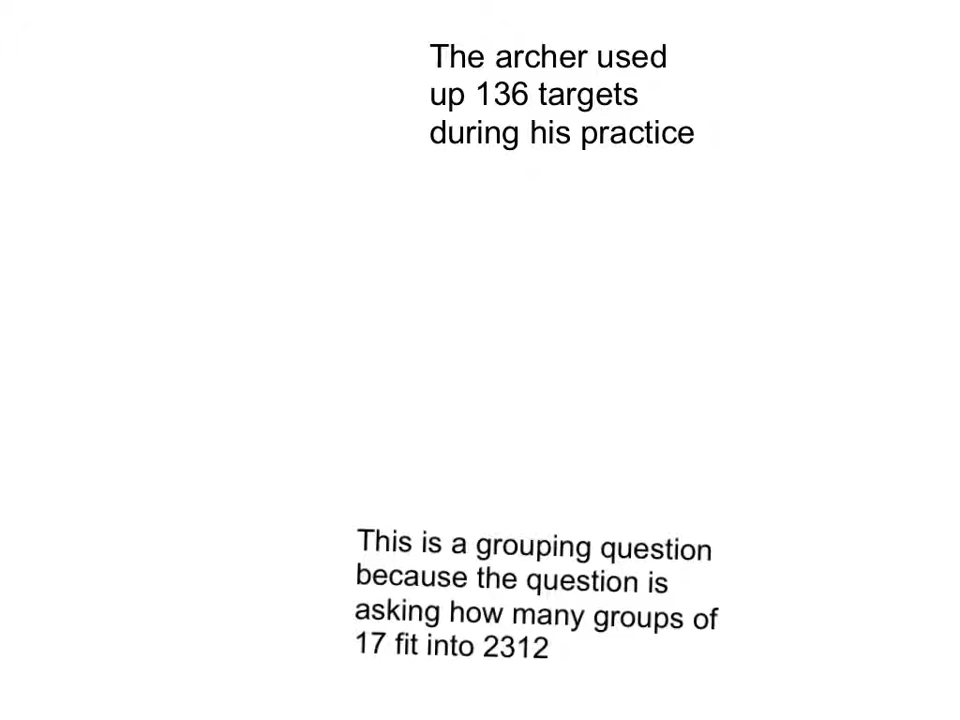 The archer used
up 136 targets
during his practice
This is a grouping question
because the question is
asking how many groups of
17 fit into 2312